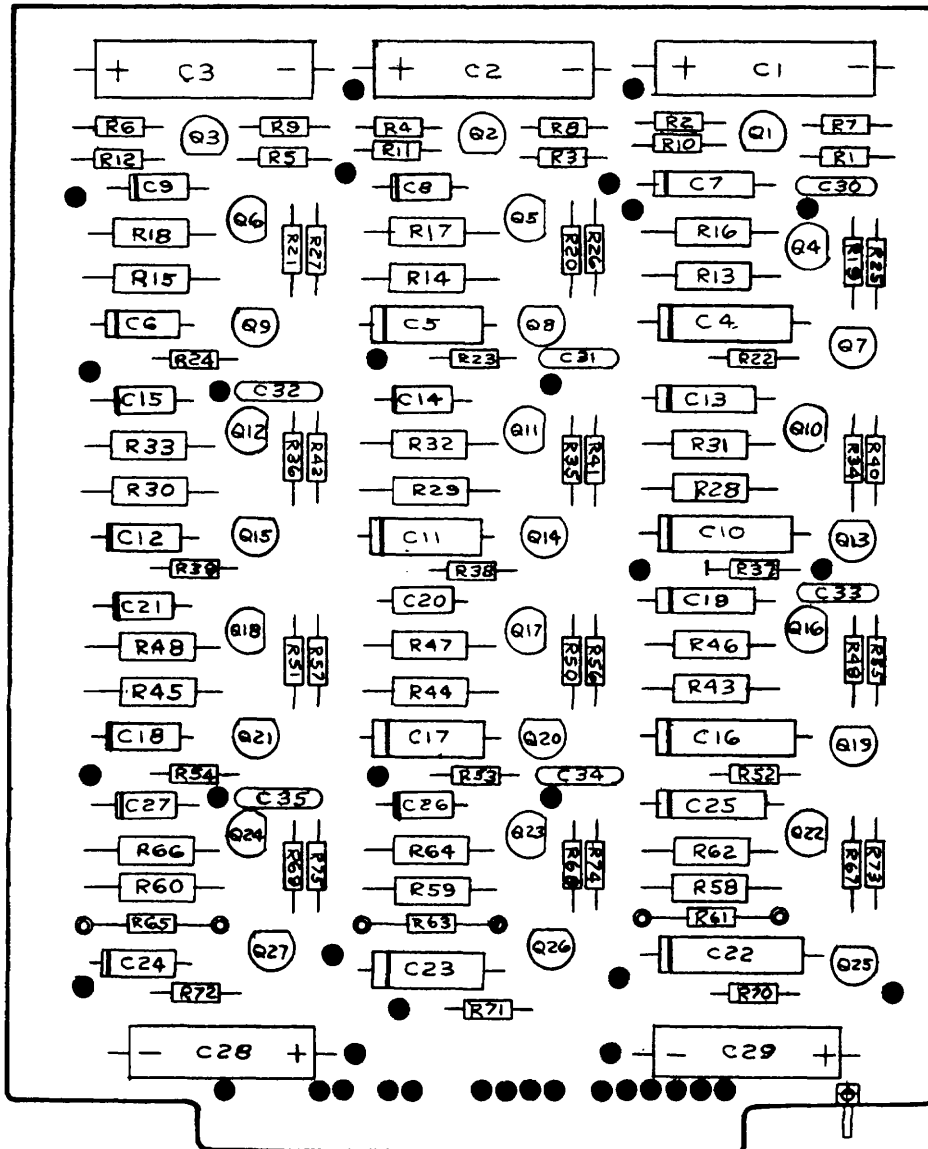 + C3 - + C2 - + C1 -
R6 Q3 R9 R4 Q2 R8 R2 Q1 R7
R12 R5 R11 R3 R10 R1
C9 C8 C7 C30
R18 Q6 R21 R27 R17 Q5 R20 R26 R16 Q4 R19 R25
R15 R14 R13
C6 Q9 C5 Q8 C4 Q7
R24 R23 C31 R22
C15 C32 C14 C13
R33 Q12 R36 R42 R32 Q11 R35 R41 R31 Q10 R34 R40
R30 R29 R28
C12 Q15 C11 Q14 C10 Q13
R39 R38 R37
C21 C20 C19 C33
R48 Q18 R51 R57 R47 Q17 R50 R56 R46 Q16 R49 R55
R45 R44 R43
C18 Q21 C17 Q20 C16 Q19
R54 R53 C34 R52
C27 C35 C26 C25
R66 Q24 R69 R75 R64 Q23 R68 R74 R62 Q22 R67 R73
R60 R59 R58
R65 R63 R61
C24 Q27 C23 Q26 C22 Q25
R72 R71 R70
- C28 + - C29 +